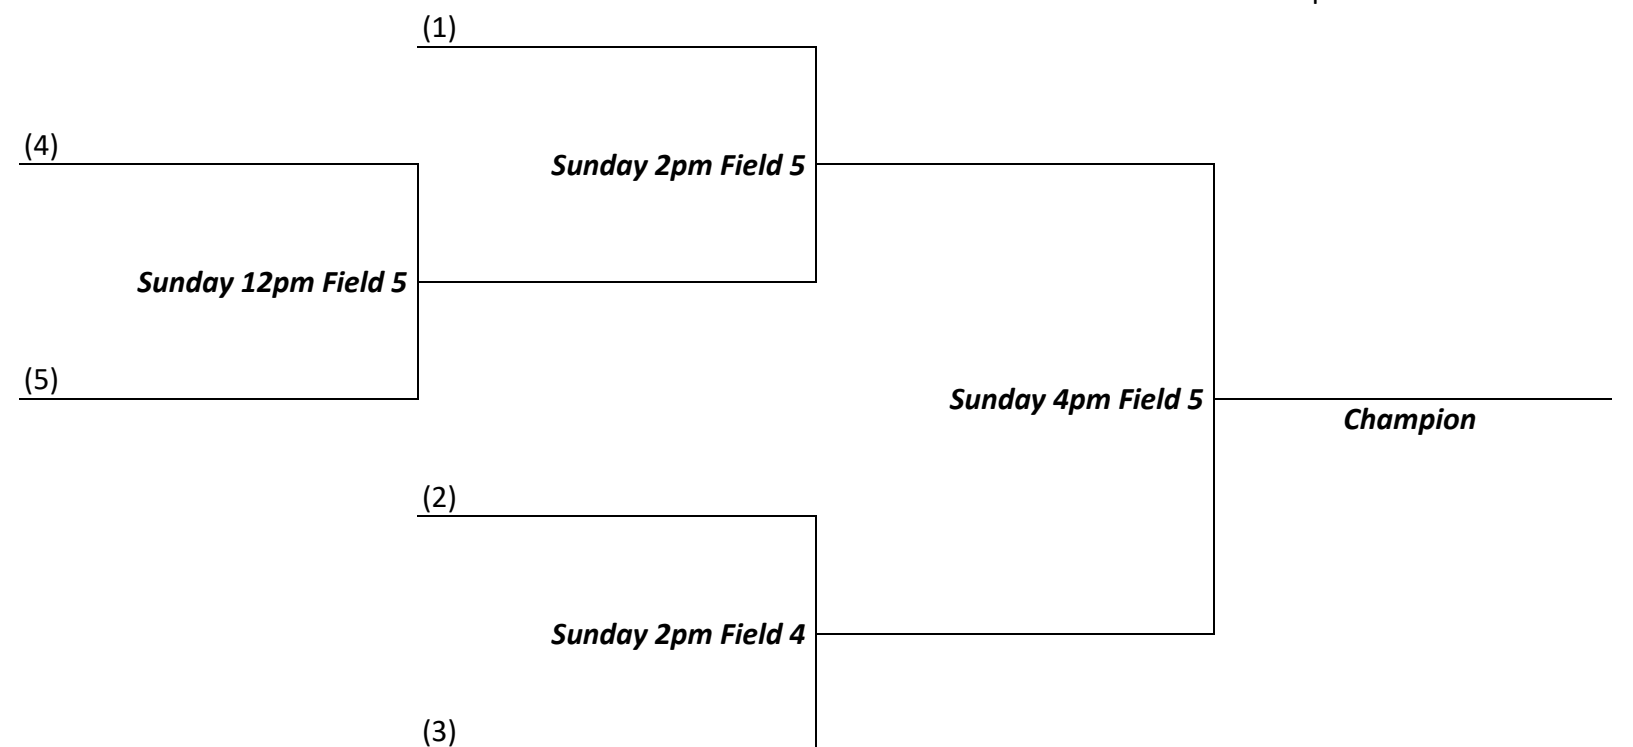 (1)
(4)
Sunday 2pm Field 5
Sunday 12pm Field 5
(5)
Sunday 4pm Field 5
Champion
(2)
Sunday 2pm Field 4
(3)